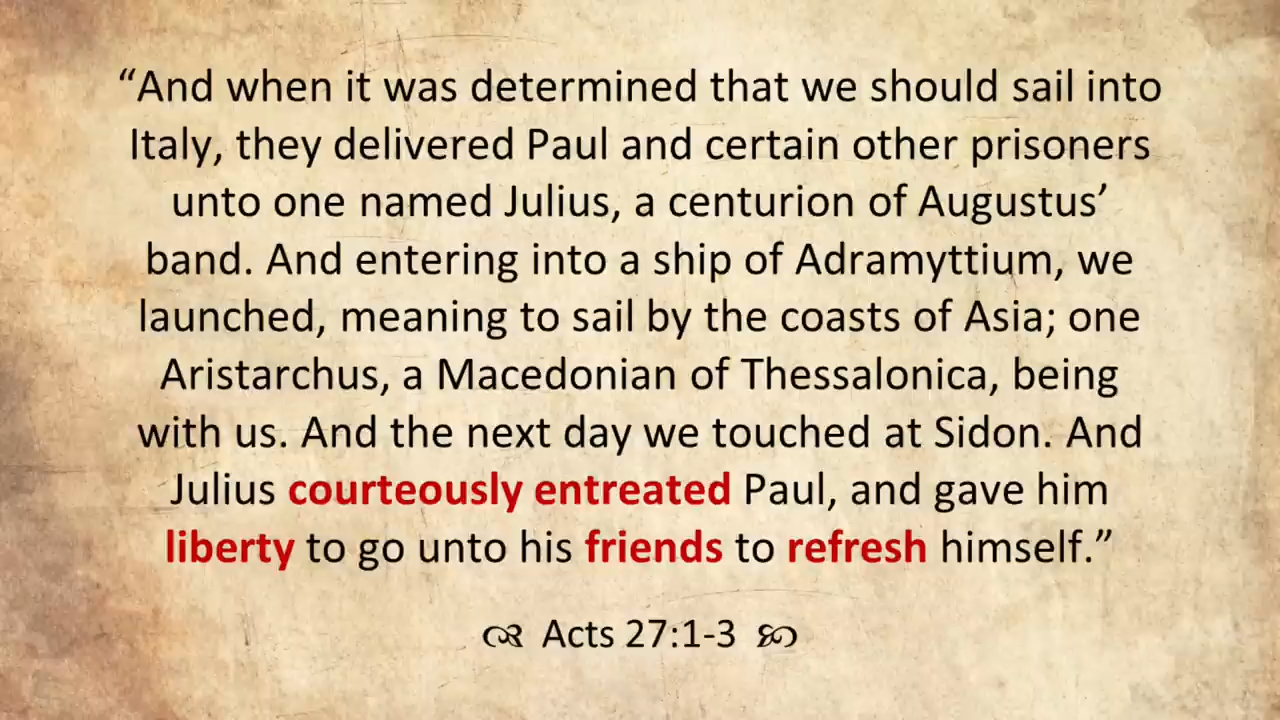 “And when it was determined that we should sail into
Italy, they delivered Paul and certain other prisoners
unto one named Julius, a centurion of Augustus’
band. And entering into a ship of Adramyttium, we
launched, meaning to sail by the coasts of Asia; one
Aristarchus, a Macedonian of Thessalonica, being
with us. And the next day we touched at Sidon. And
Julius courteously entreated Paul, and gave him
liberty to go unto his friends to refresh himself.”
Acts 27:1-3